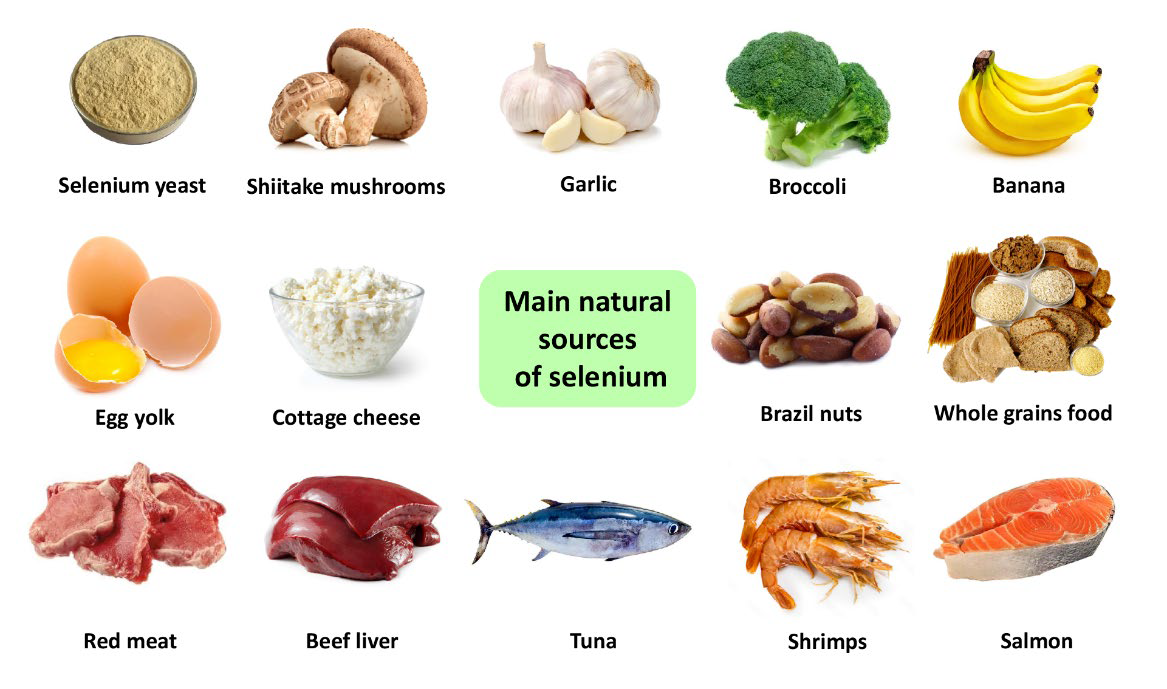 Selenium yeast
Shiitake mushrooms
Garlic
Broccoli
Banana
Egg yolk
Cottage cheese
Main natural
sources
of selenium
Brazil nuts
Whole grains food
Red meat
Beef liver
Tuna
Shrimps
Salmon